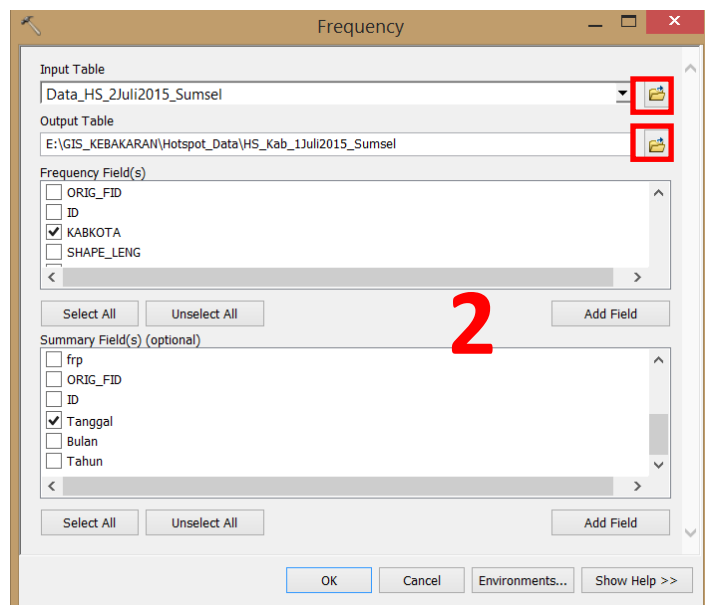 Frequency
Input Table
Data_HS_2Juli2015_Sumsel
Output Table
E:\GIS_KEBAKARAN\Hotspot_Data\HS_Kab_1Juli2015_Sumsel
Frequency Field(s)
ORIG_FID
ID
KABKOTA
SHAPE_LENG
Select All Unselect All Add Field
2
Summary Field(s) (optional)
frp
ORIG_FID
ID
Tanggal
Bulan
Tahun
Select All Unselect All Add Field
OK Cancel Environments... Show Help >>